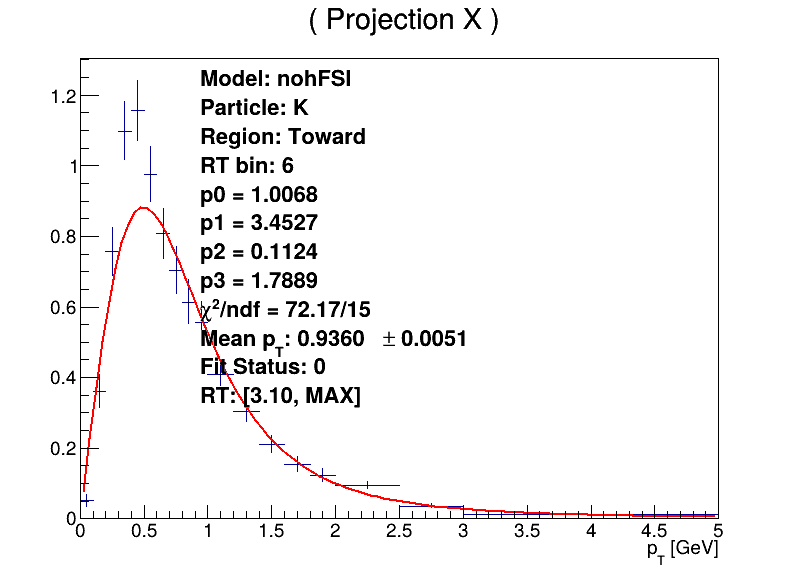 ( Projection X )
Model: nohFSI
Particle: K
Region: Toward
RT bin: 6
p0 = 1.0068
p1 = 3.4527
p2 = 0.1124
p3 = 1.7889
χ²/ndf = 72.17/15
Mean p_T: 0.9360 ± 0.0051
Fit Status: 0
RT: [3.10, MAX]
1.2
1
0.8
0.6
0.4
0.2
0
0 0.5 1 1.5 2 2.5 3 3.5 4 4.5 5
p_T [GeV]